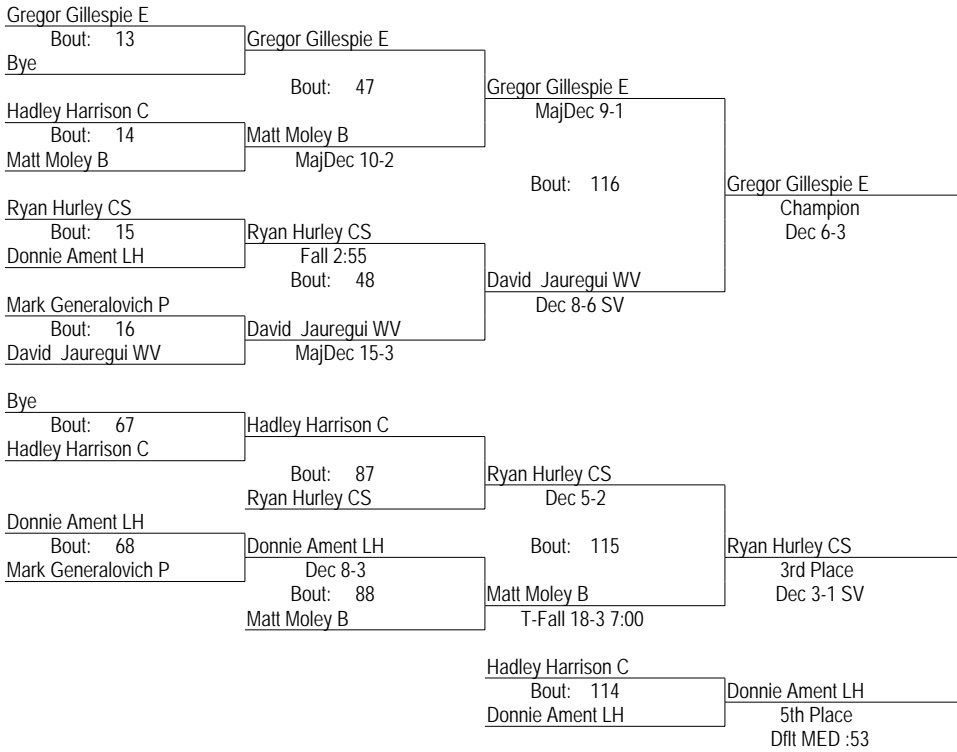 Gregor Gillespie E
Bout: 13
Bye
Gregor Gillespie E
Bout: 47
Hadley Harrison C
Bout: 14
Matt Moley B
Matt Moley B
MajDec 10-2
Gregor Gillespie E
MajDec 9-1
Bout: 116
Ryan Hurley CS
Bout: 15
Donnie Ament LH
Ryan Hurley CS
Fall 2:55
Bout: 48
Mark Generalovich P
Bout: 16
David Jauregui WV
David Jauregui WV
MajDec 15-3
David Jauregui WV
Dec 8-6 SV
Gregor Gillespie E
Champion
Dec 6-3
Bye
Bout: 67
Hadley Harrison C
Hadley Harrison C
Bout: 87
Ryan Hurley CS
Ryan Hurley CS
Dec 5-2
Bout: 115
Donnie Ament LH
Bout: 68
Mark Generalovich P
Donnie Ament LH
Dec 8-3
Bout: 88
Matt Moley B
Matt Moley B
T-Fall 18-3 7:00
Ryan Hurley CS
3rd Place
Dec 3-1 SV
Hadley Harrison C
Bout: 114
Donnie Ament LH
Donnie Ament LH
5th Place
Dflt MED :53